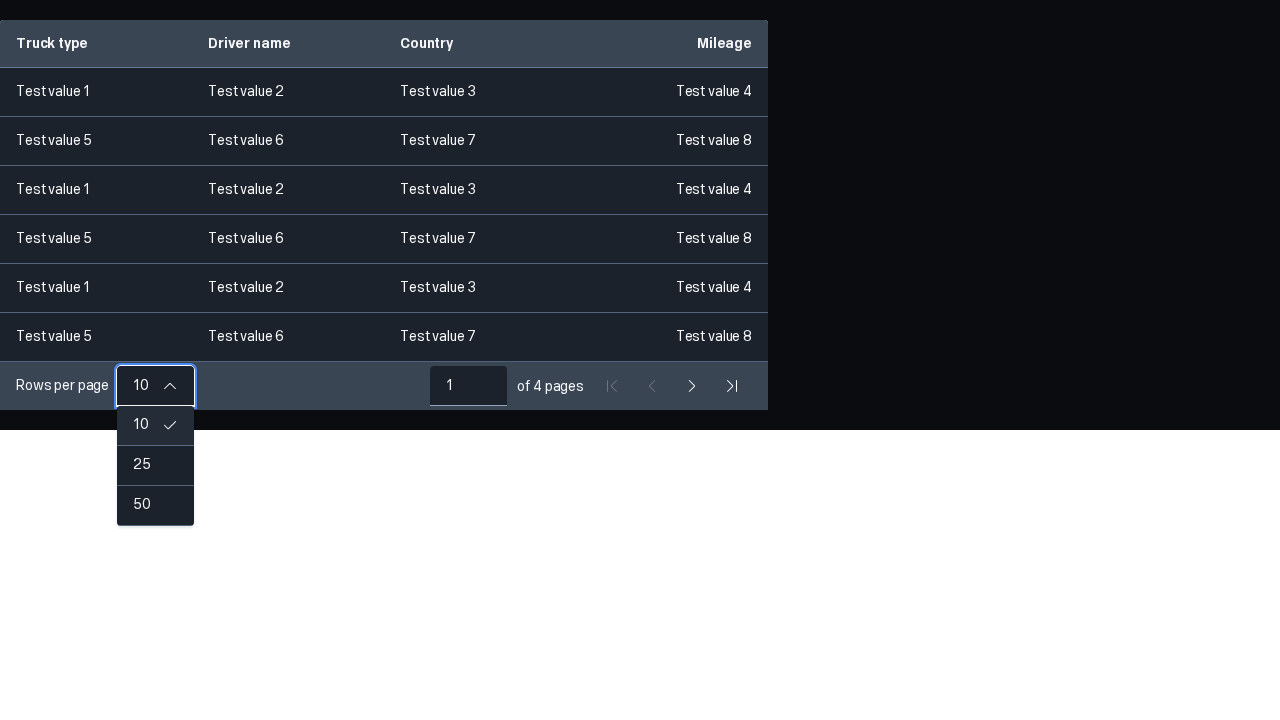 Truck type Driver name Country Mileage
Test value 1 Test value 2 Test value 3 Test value 4
Test value 5 Test value 6 Test value 7 Test value 8
Test value 1 Test value 2 Test value 3 Test value 4
Test value 5 Test value 6 Test value 7 Test value 8
Test value 1 Test value 2 Test value 3 Test value 4
Test value 5 Test value 6 Test value 7 Test value 8
Rows per page 10 1 of 4 pages
10
25
50